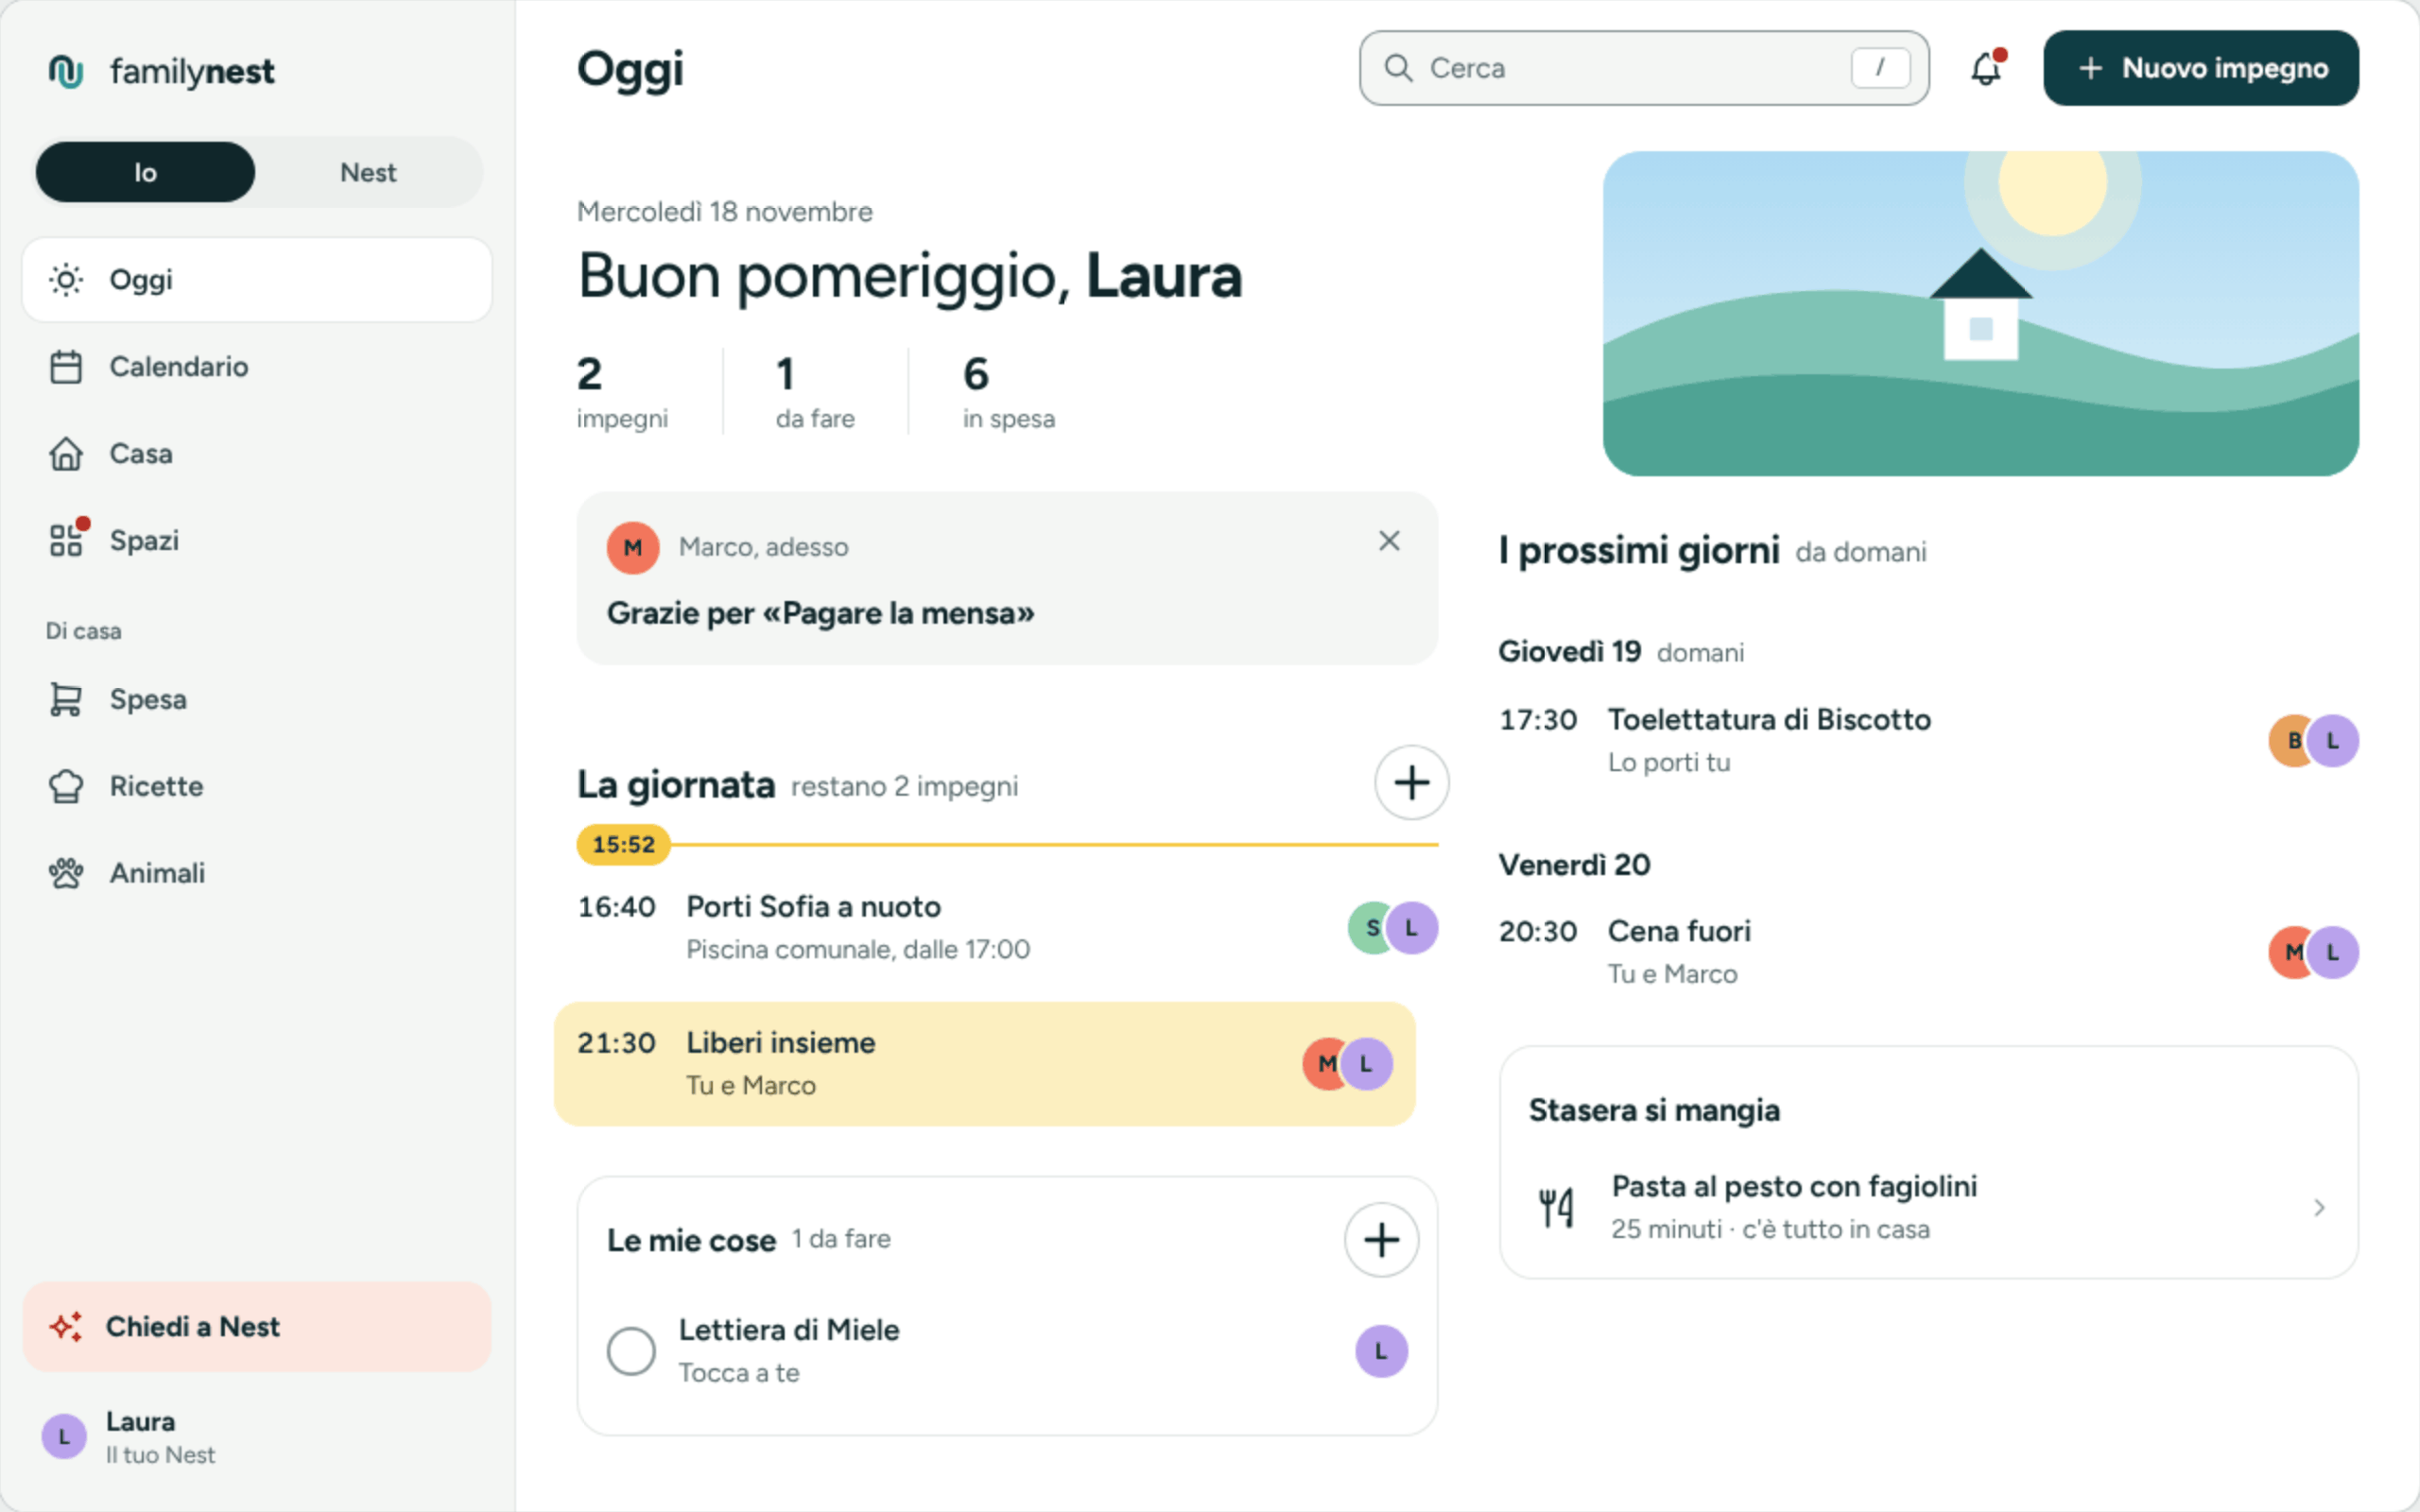 familynest
Io
Nest
Oggi
Calendario
Casa
Spazi
Di casa
Spesa
Ricette
Animali
Chiedi a Nest
L
Laura
Il tuo Nest
Oggi
Cerca
/
Nuovo impegno
Mercoledì 18 novembre
Buon pomeriggio, Laura
2
impegni
1
da fare
6
in spesa
M
Marco, adesso
Grazie per «Pagare la mensa»
La giornata restano 2 impegni
15:52
16:40 Porti Sofia a nuoto
Piscina comunale, dalle 17:00
S L
21:30 Liberi insieme
Tu e Marco
M L
Le mie cose 1 da fare
Lettiera di Miele
Tocca a te
L
I prossimi giorni da domani
Giovedì 19 domani
17:30 Toelettatura di Biscotto
Lo porti tu
B L
Venerdì 20
20:30 Cena fuori
Tu e Marco
M L
Stasera si mangia
Pasta al pesto con fagiolini
25 minuti · c'è tutto in casa